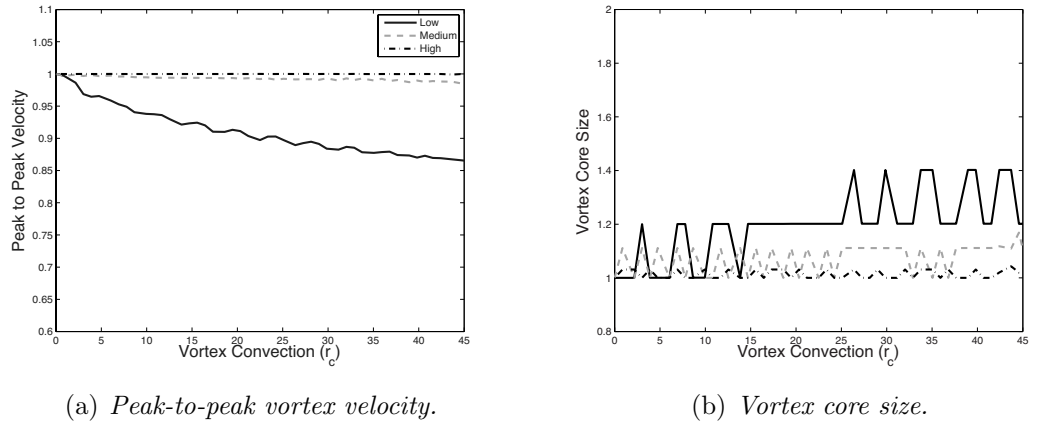 1.1
1.05
1
0.95
0.9
0.85
0.8
0.75
0.7
0.65
0.6
Peak to Peak Velocity
0 5 10 15 20 25 30 35 40 45
Vortex Convection (r_c)
Low
Medium
High
(a) Peak-to-peak vortex velocity.
2
1.8
1.6
1.4
1.2
1
0.8
Vortex Core Size
0 5 10 15 20 25 30 35 40 45
Vortex Convection (r_c)
(b) Vortex core size.